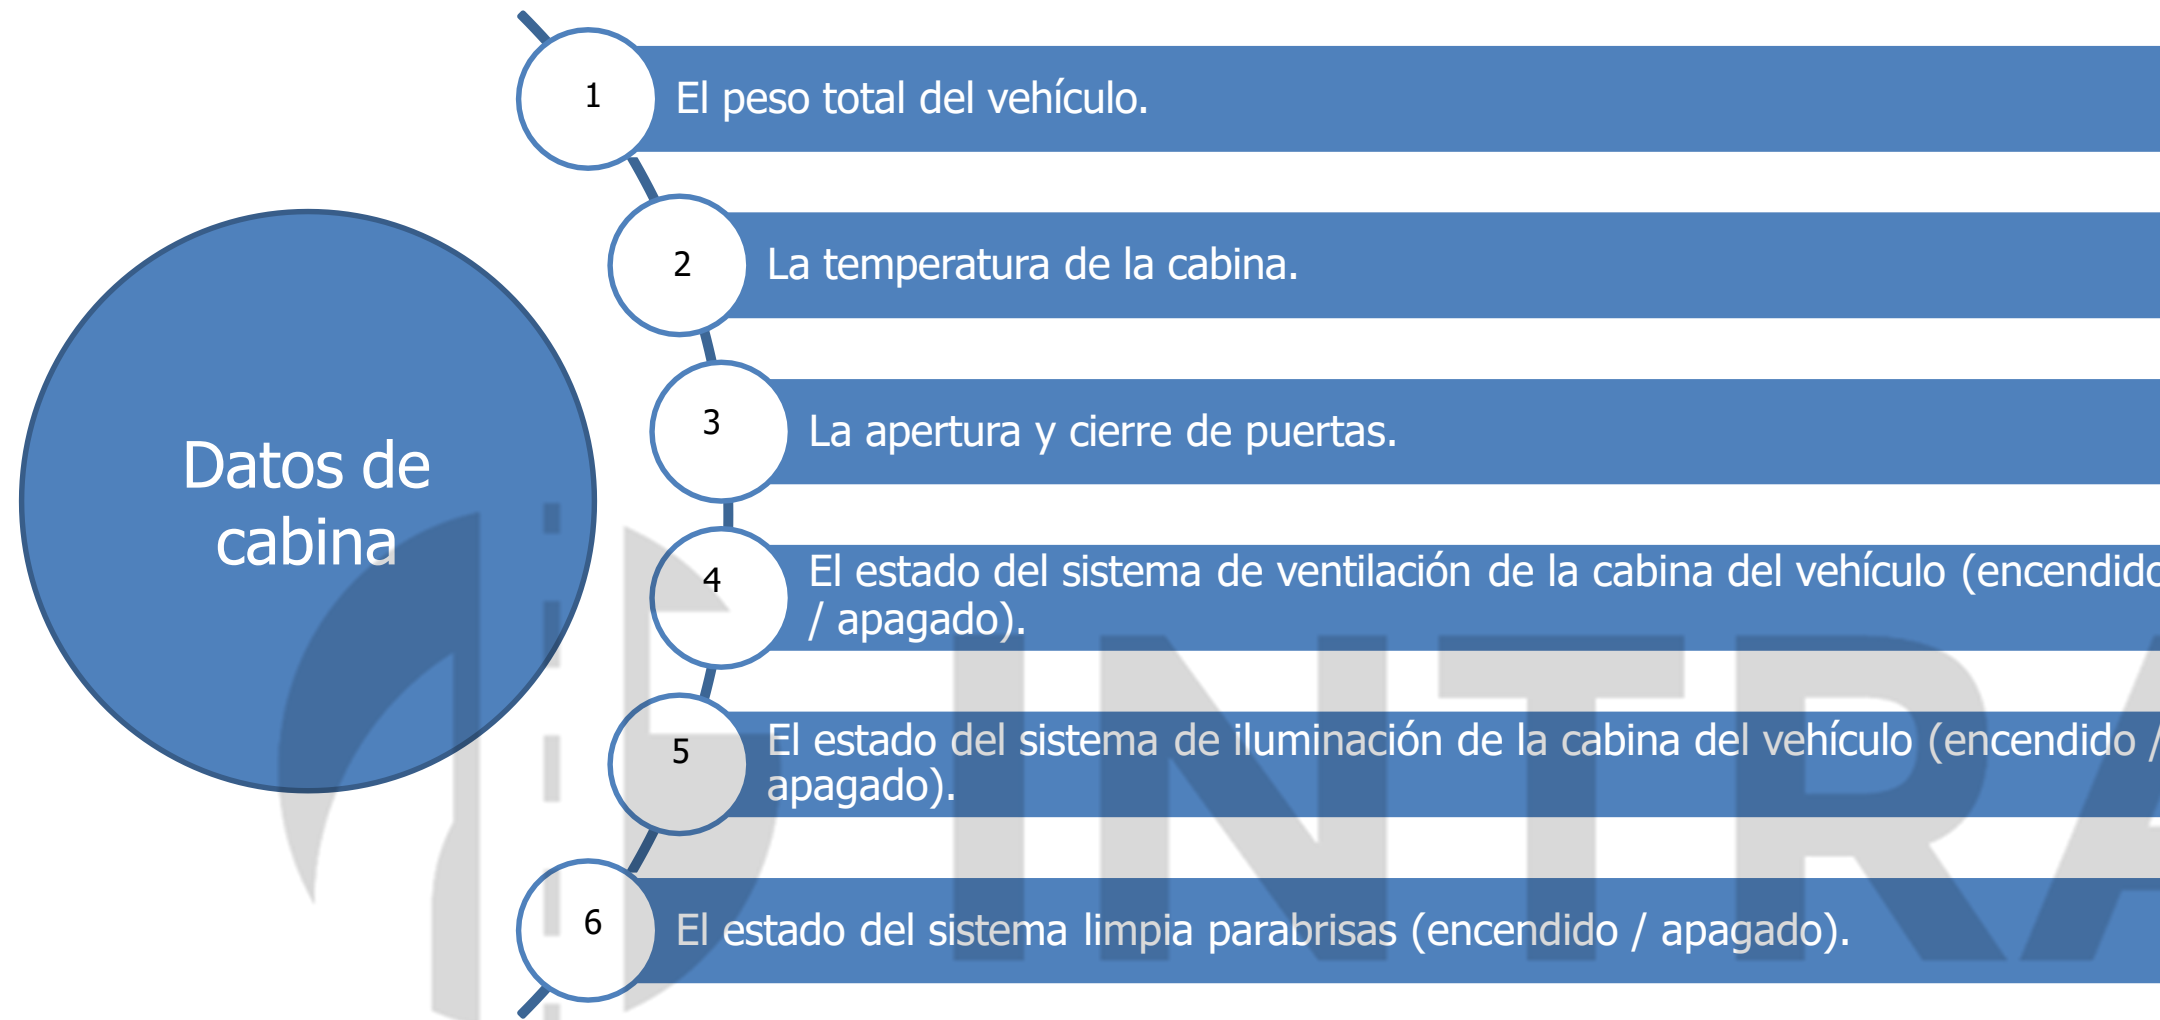 Datos de
cabina
1
El peso total del vehículo.
2
La temperatura de la cabina.
3
La apertura y cierre de puertas.
4
El estado del sistema de ventilación de la cabina del vehículo (encendido
/ apagado).
5
El estado del sistema de iluminación de la cabina del vehículo (encendido /
apagado).
6
El estado del sistema limpia parabrisas (encendido / apagado).
INTRA